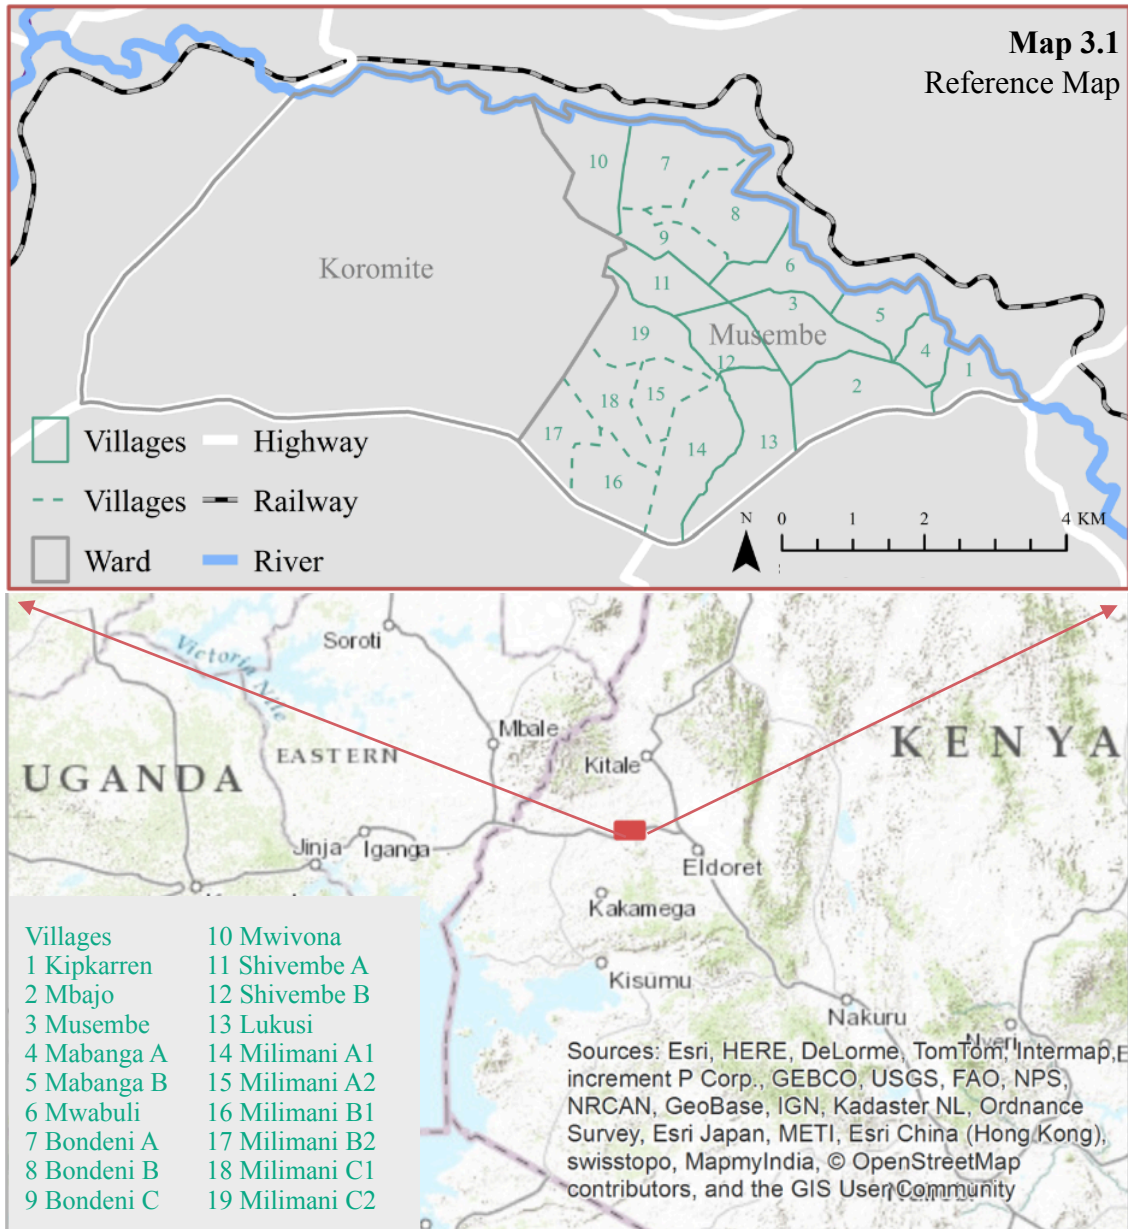 Map 3.1
Reference Map
10
7
8
9
6
Koromite
11
3
5
19
Musembe
4
12
1
2
18
15
17
14
13
16
Villages
Highway
Villages
Railway
Ward
River
N
0 1 2 4 KM
Soroti
Victoria Nile
Mbale
EASTERN
KENYA
UGANDA
Kitale
Jinja
Iganga
Eldoret
Kakamega
Kisumu
Nakuru
Nyeri
Villages
1 Kipkarren
2 Mbajo
3 Musembe
4 Mabanga A
5 Mabanga B
6 Mwabuli
7 Bondeni A
8 Bondeni B
9 Bondeni C
10 Mwivona
11 Shivembe A
12 Shivembe B
13 Lukusi
14 Milimani A1
15 Milimani A2
16 Milimani B1
17 Milimani B2
18 Milimani C1
19 Milimani C2
Sources: Esri, HERE, DeLorme, TomTom, Intermap,
increment P Corp., GEBCO, USGS, FAO, NPS,
NRCAN, GeoBase, IGN, Kadaster NL, Ordnance
Survey, Esri Japan, METI, Esri China (Hong Kong),
swisstopo, MapmyIndia, © OpenStreetMap
contributors, and the GIS User Community